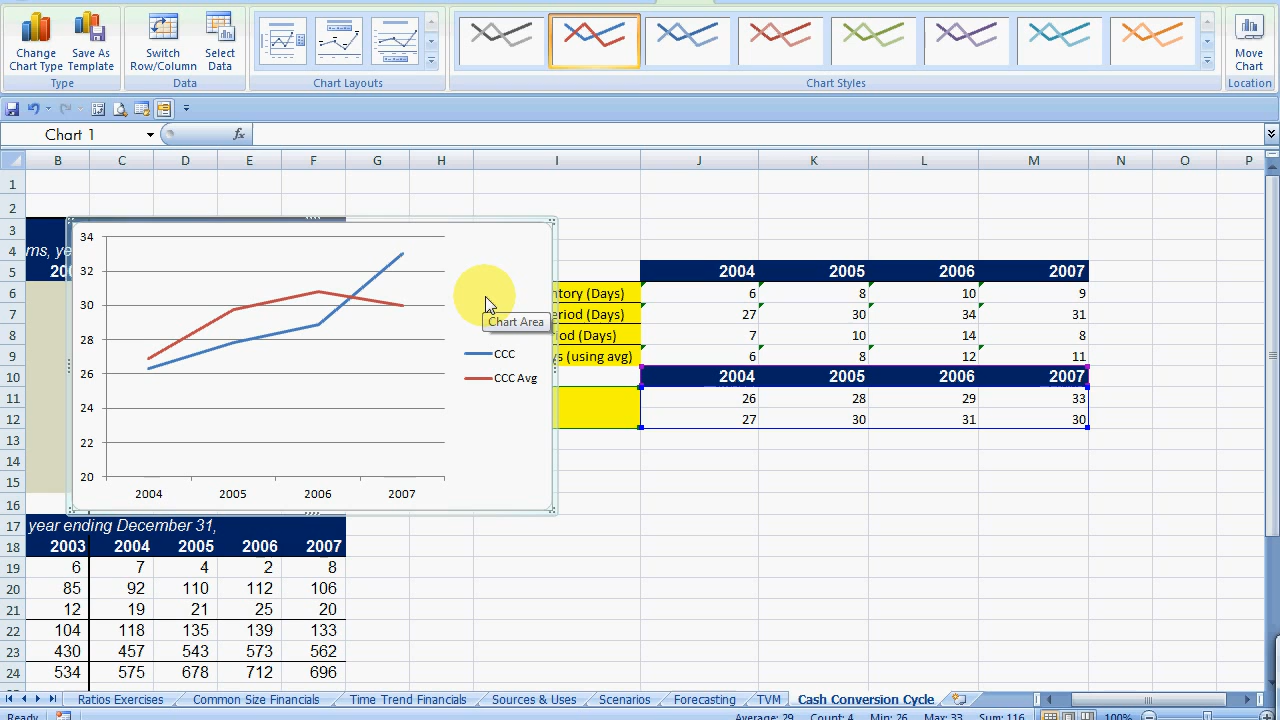 Change Chart Type
Save As Template
Switch Row/Column
Select Data
Move Chart
Type
Data
Chart Layouts
Chart Styles
Location
Chart 1
fx
B C D E F G H I J K L M N O P
1
2
3
4 ms, ye
5 20 2004 2005 2006 2007
6 ntory (Days) 6 8 10 9
7 eriod (Days) 27 30 34 31
8 iod (Days) 7 10 14 8
9 s (using avg) 6 8 12 11
10 2004 2005 2006 2007
11 26 28 29 33
12 27 30 31 30
13
14
15
16
34
32
30
28
26
24
22
20
2004 2005 2006 2007
Chart Area
CCC
CCC Avg
17 year ending December 31,
18 2003 2004 2005 2006 2007
19 6 7 4 2 8
20 85 92 110 112 106
21 12 19 21 25 20
22 104 118 135 139 133
23 430 457 543 573 562
24 534 575 678 712 696
Ratios Exercises Common Size Financials Time Trend Financials Sources & Uses Scenarios Forecasting TVM Cash Conversion Cycle
Ready Average: 29 Count: 4 Min: 26 Max: 33 Sum: 116 100%